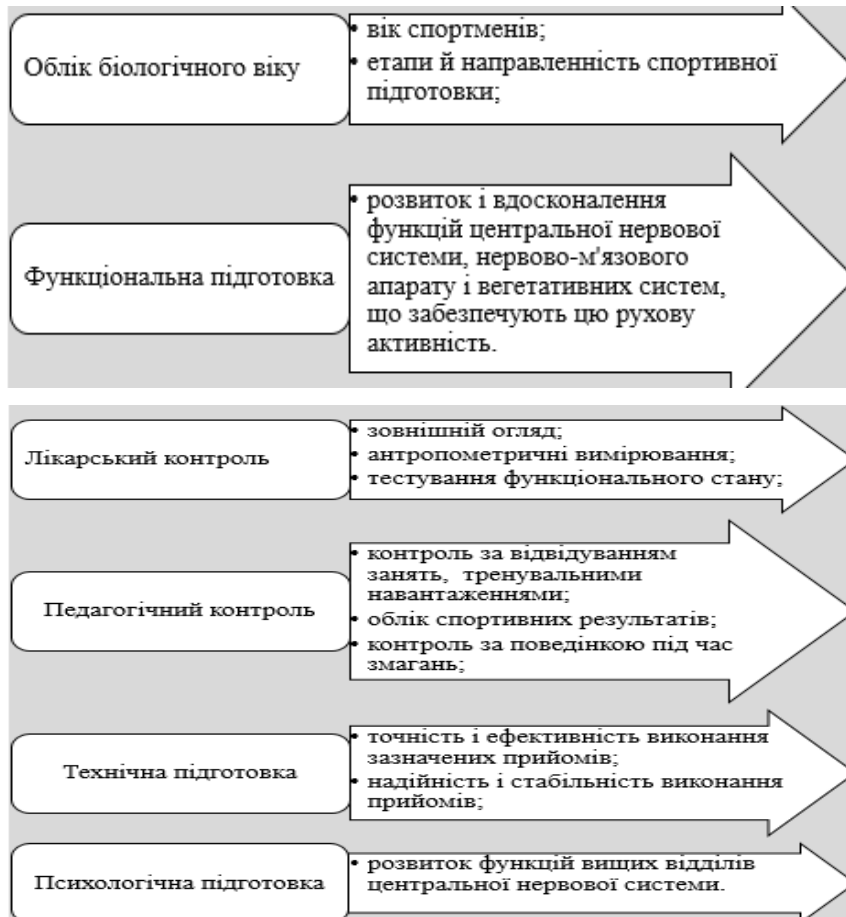 Облік біологічного віку
• вік спортменів;
• етапи й направленність спортивної
підготовки;
Функціональна підготовка
• розвиток і вдосконалення
функцій центральної нервової
системи, нервово-м'язового
апарату і вегетативних систем,
що забезпечують цю рухову
активність.
Лікарський контроль
• зовнішній огляд;
• антропометричні вимірювання;
• тестування функціонального стану;
Педагогічний контроль
• контроль за відвідуванням
занять, тренувальними
навантаженнями;
• облік спортивних результатів;
• контроль за поведінкою під час
змагань;
Технічна підготовка
• точність і ефективність виконання
зазначених прийомів;
• надійність і стабільність виконання
прийомів;
Психологічна підготовка
• розвиток функцій вищих відділів
центральної нервової системи.